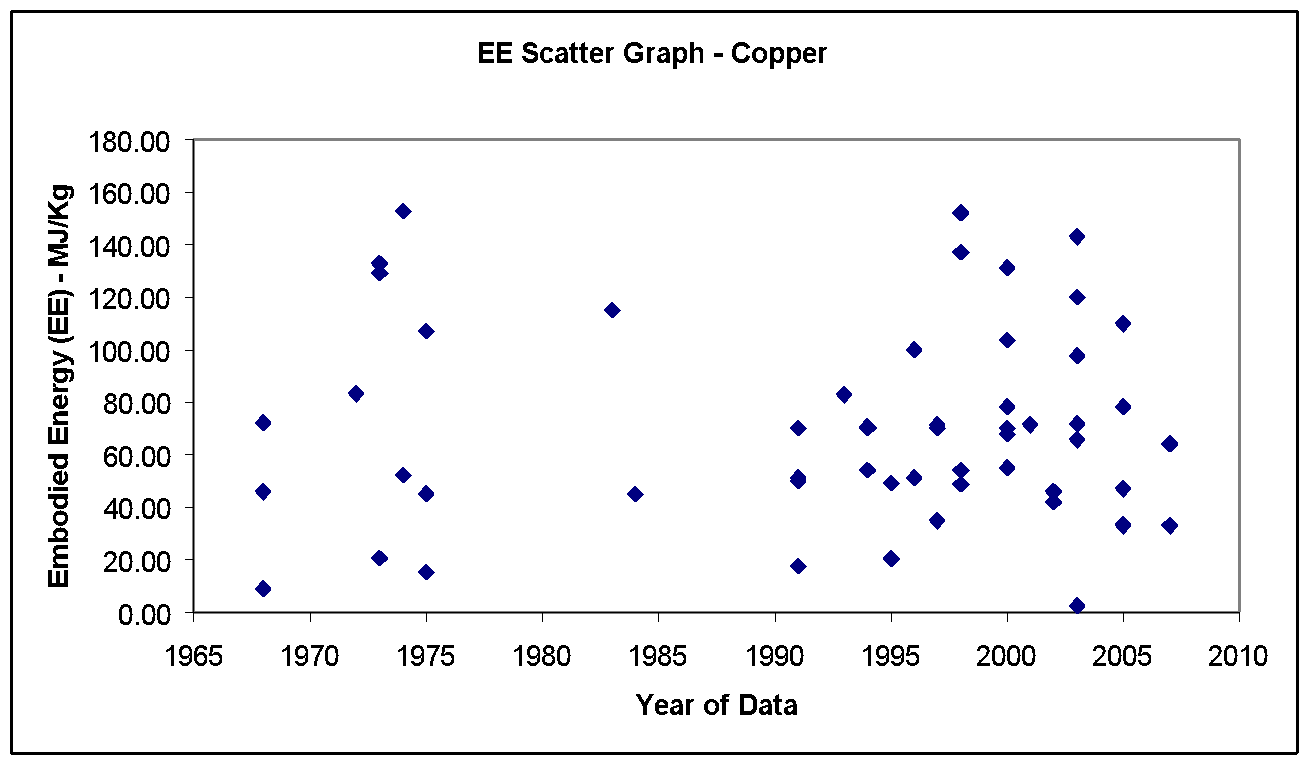 EE Scatter Graph - Copper
180.00
160.00
140.00
120.00
100.00
80.00
60.00
40.00
20.00
0.00
Embodied Energy (EE) - MJ/Kg
1965 1970 1975 1980 1985 1990 1995 2000 2005 2010
Year of Data